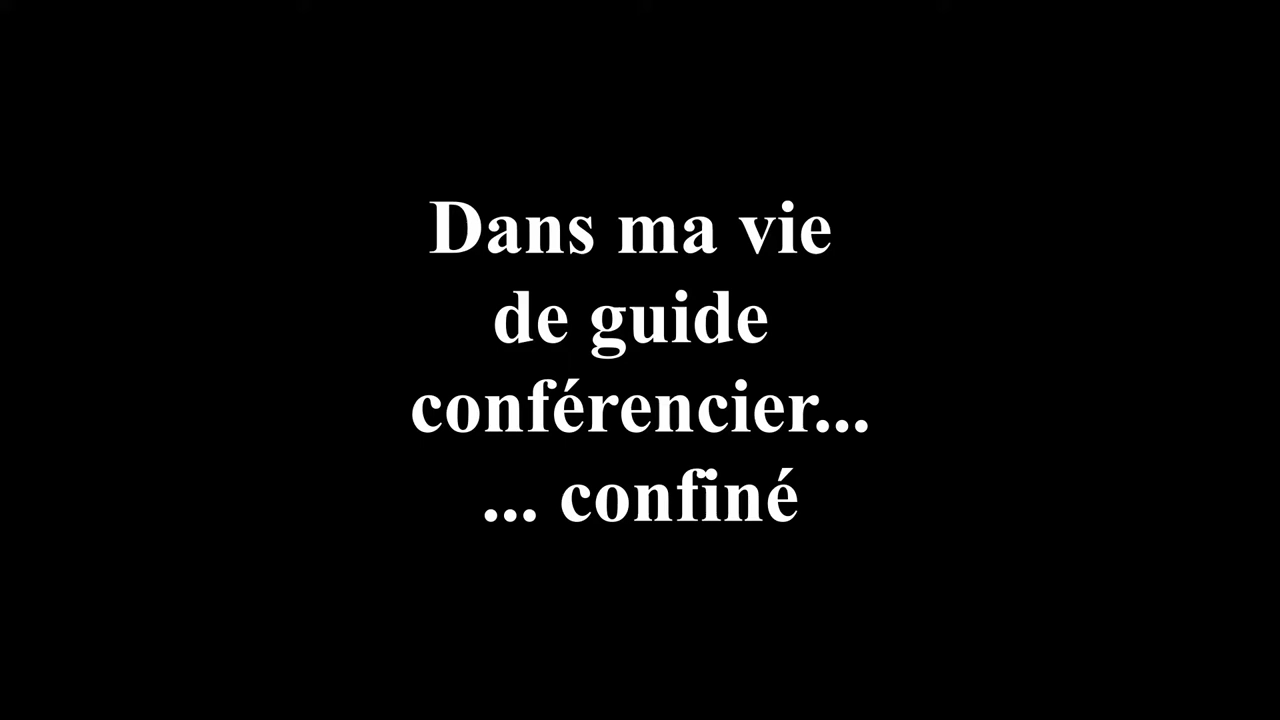 Dans ma vie
de guide
conférencier...
... confiné